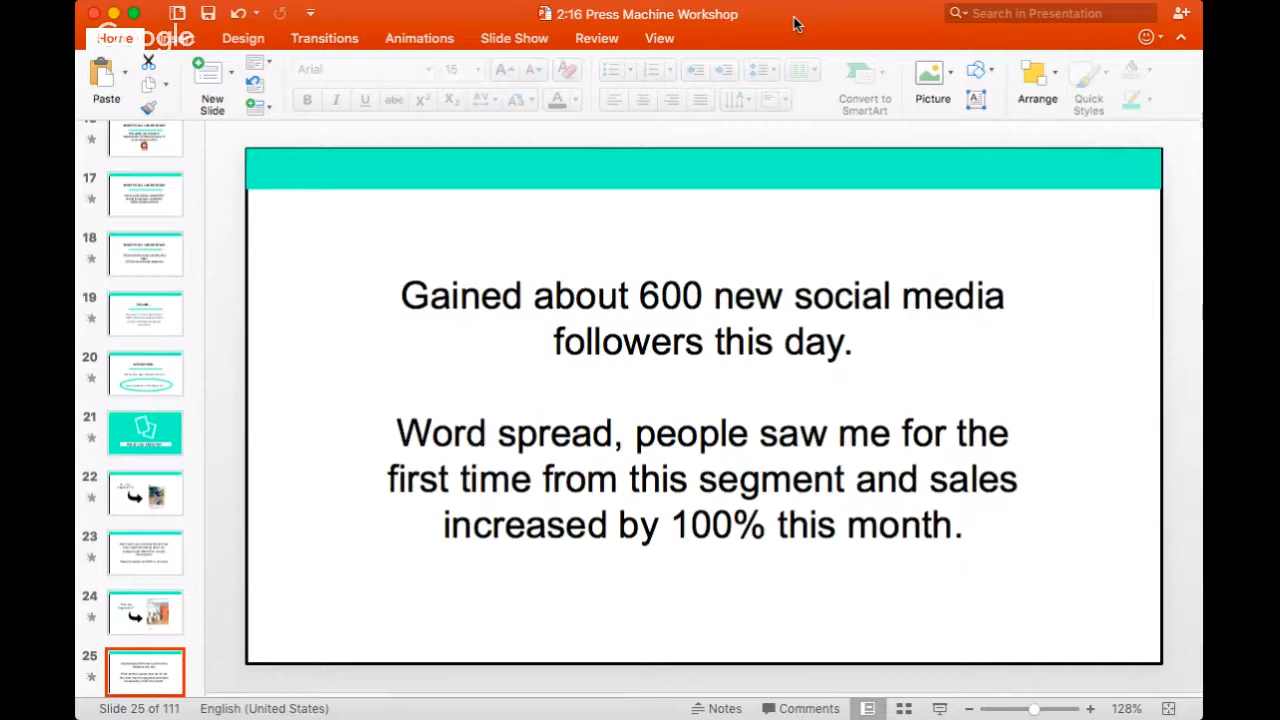 2:16 Press Machine Workshop
Search in Presentation
Google
Home Insert Design Transitions Animations Slide Show Review View
Paste
New
Slide
Arial
15
Convert to
SmartArt
Picture
Arrange
Quick
Styles
17
18
19
20
21
22
23
24
25
Gained about 600 new social media
followers this day.
Word spread, people saw me for the
first time from this segment and sales
increased by 100% this month.
Slide 25 of 111
English (United States)
Notes
Comments
128%